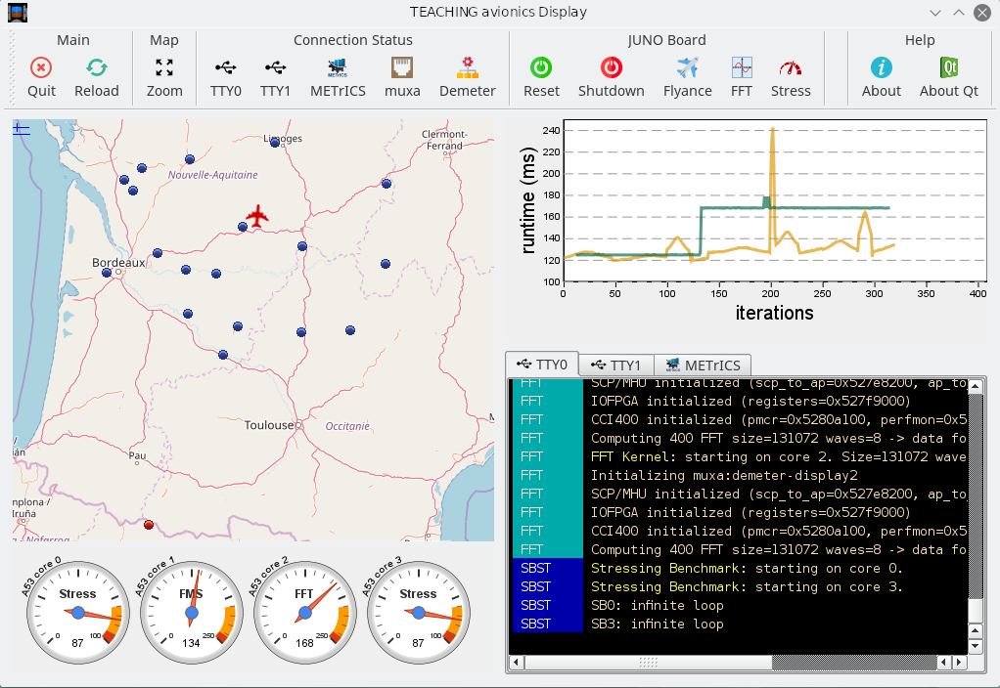 TEACHING avionics Display
Main Map Connection Status JUNO Board Help
Quit Reload Zoom TTY0 TTY1 METrICS muxa Demeter Reset Shutdown Flyance FFT Stress About About Qt
Limoges
Clermont-
Ferrand
Nouvelle-Aquitaine
Bordeaux
Toulouse
Occitanie
Pau
mplona /
Iruña
a - Nafarroa
runtime (ms)
240
220
200
180
160
140
120
100
0 50 100 150 200 250 300 350 400
iterations
TTY0 TTY1 METrICS
FFT SCP/MHU initialized (scp_to_ap=0x527e8200, ap_to
FFT IOFPGA initialized (registers=0x527f9000)
FFT CCI400 initialized (pmcr=0x5280a100, perfmon=0x5
FFT Computing 400 FFT size=131072 waves=8 -> data fo
FFT FFT Kernel: starting on core 2. Size=131072 wave
FFT Initializing muxa:demeter-display2
FFT SCP/MHU initialized (scp_to_ap=0x527e8200, ap_to
FFT IOFPGA initialized (registers=0x527f9000)
FFT CCI400 initialized (pmcr=0x5280a100, perfmon=0x5
FFT Computing 400 FFT size=131072 waves=8 -> data fo
SBST Stressing Benchmark: starting on core 0.
SBST Stressing Benchmark: starting on core 3.
SBST SB0: infinite loop
SBST SB3: infinite loop
A53 core 0
Stress
0 100
87
A53 core 1
FMS
0 250
134
A53 core 2
FFT
0 250
168
A53 core 3
Stress
0 100
87